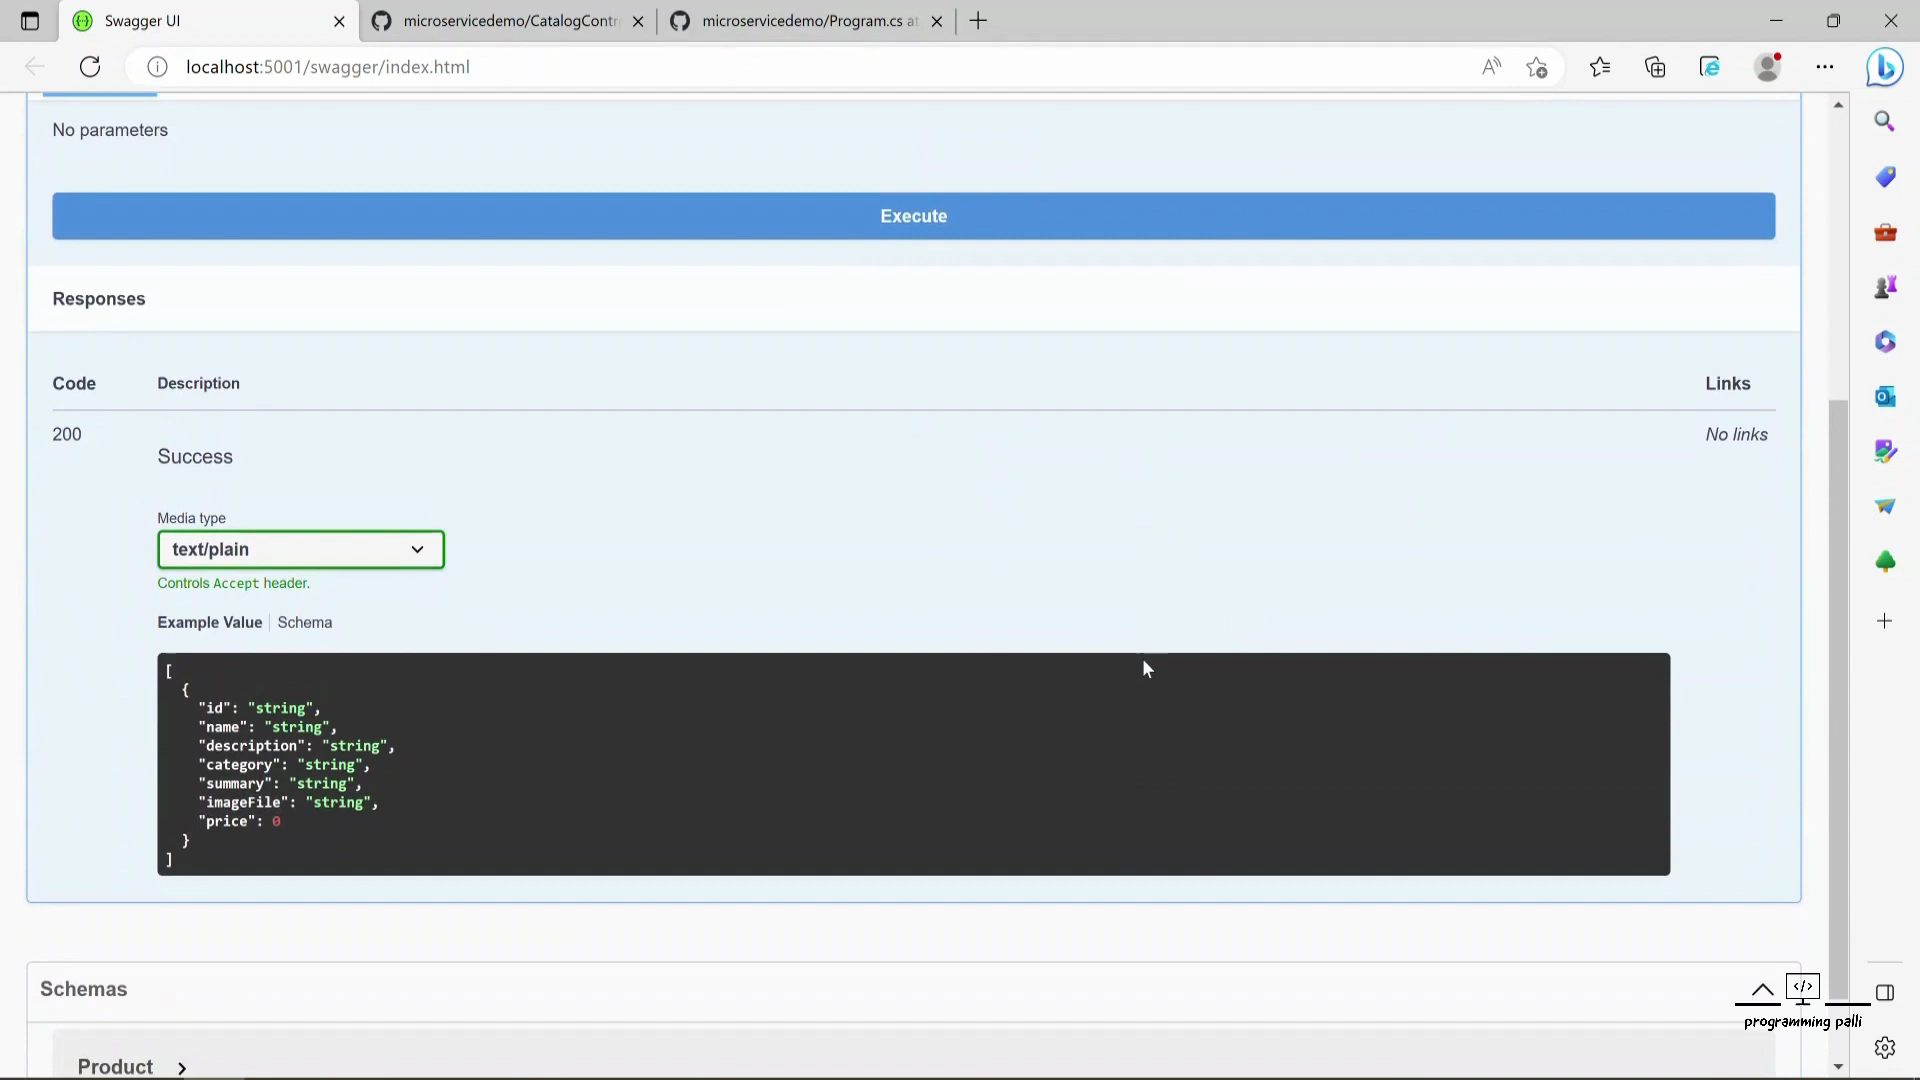 Swagger UI
microservicedemo/CatalogContr
microservicedemo/Program.cs at
localhost:5001/swagger/index.html
No parameters
Execute
Responses
Code Description Links
200 No links
Success
Media type
text/plain
Controls Accept header.
Example Value Schema
[
{
"id": "string",
"name": "string",
"description": "string",
"category": "string",
"summary": "string",
"imageFile": "string",
"price": 0
}
]
Schemas
</>
programming palli
Product